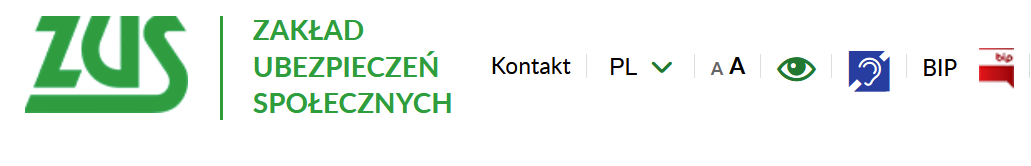 ZUS
ZAKŁAD
UBEZPIECZEŃ
SPOŁECZNYCH
Kontakt
PL
A A
BIP
bip